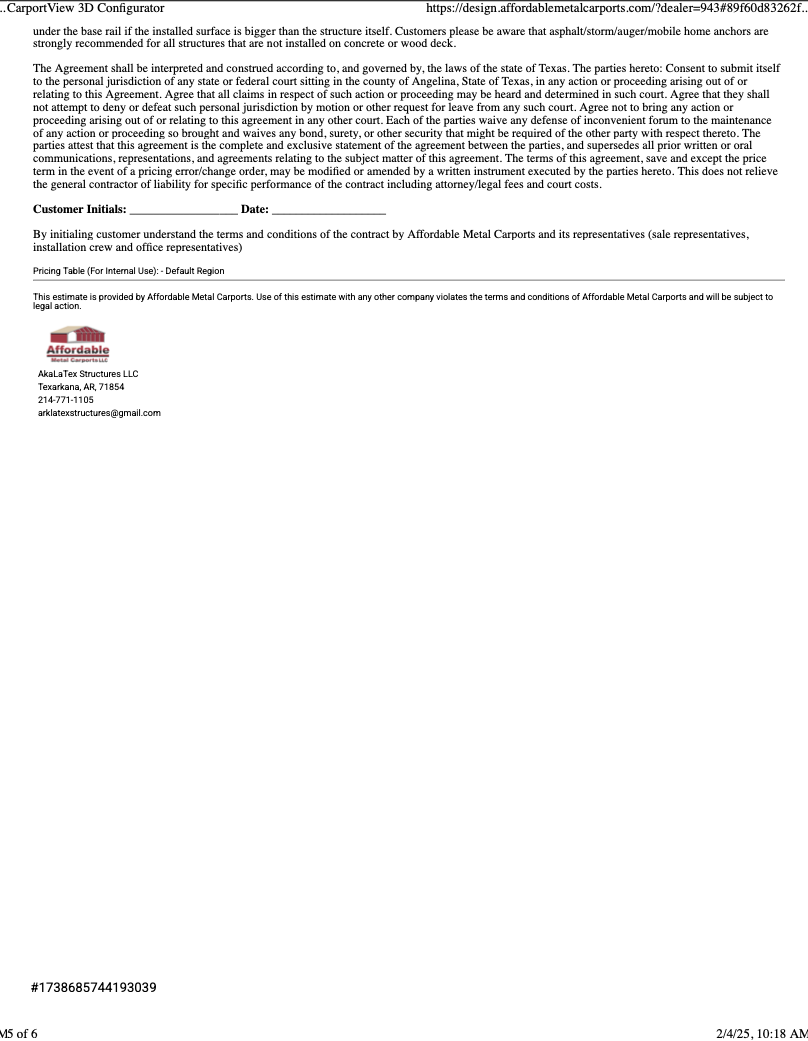 ..CarportView 3D Configurator https://design.affordablemetalcarports.com/?dealer=943#89f60d83262f..
under the base rail if the installed surface is bigger than the structure itself. Customers please be aware that asphalt/storm/auger/mobile home anchors are
strongly recommended for all structures that are not installed on concrete or wood deck.
The Agreement shall be interpreted and construed according to, and governed by, the laws of the state of Texas. The parties hereto: Consent to submit itself
to the personal jurisdiction of any state or federal court sitting in the county of Angelina, State of Texas, in any action or proceeding arising out of or
relating to this Agreement. Agree that all claims in respect of such action or proceeding may be heard and determined in such court. Agree that they shall
not attempt to deny or defeat such personal jurisdiction by motion or other request for leave from any such court. Agree not to bring any action or
proceeding arising out of or relating to this agreement in any other court. Each of the parties waive any defense of inconvenient forum to the maintenance
of any action or proceeding so brought and waives any bond, surety, or other security that might be required of the other party with respect thereto. The
parties attest that this agreement is the complete and exclusive statement of the agreement between the parties, and supersedes all prior written or oral
communications, representations, and agreements relating to the subject matter of this agreement. The terms of this agreement, save and except the price
term in the event of a pricing error/change order, may be modified or amended by a written instrument executed by the parties hereto. This does not relieve
the general contractor of liability for specific performance of the contract including attorney/legal fees and court costs.
Customer Initials: __________________ Date: ___________________
By initialing customer understand the terms and conditions of the contract by Affordable Metal Carports and its representatives (sale representatives,
installation crew and office representatives)
Pricing Table (For Internal Use): - Default Region
This estimate is provided by Affordable Metal Carports. Use of this estimate with any other company violates the terms and conditions of Affordable Metal Carports and will be subject to
legal action.
Affordable
Metal Carports LLC
AkaLaTex Structures LLC
Texarkana, AR, 71854
214-771-1105
arklatexstructures@gmail.com
#1738685744193039
M5 of 6 2/4/25, 10:18 AM